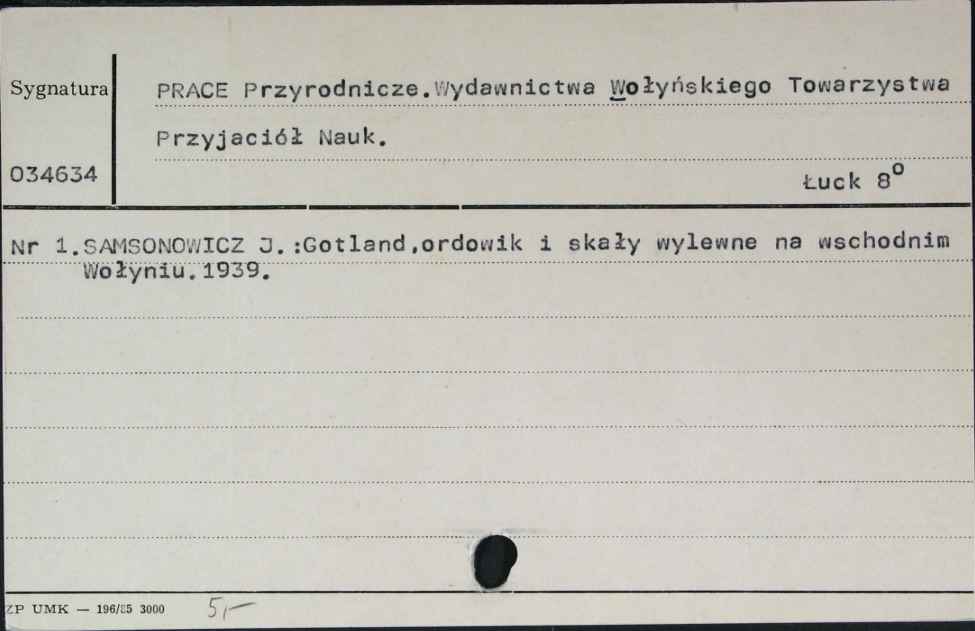 Sygnatura
PRACE Przyrodnicze.Wydawnictwa Wołyńskiego Towarzystwa
Przyjaciół Nauk.
034634
Łuck 8°
Nr 1.SAMSONOWICZ J.:Gotland,ordowik i skały wylewne na wschodnim
Wołyniu.1939.
ZP UMK — 196/85 3000 5,—